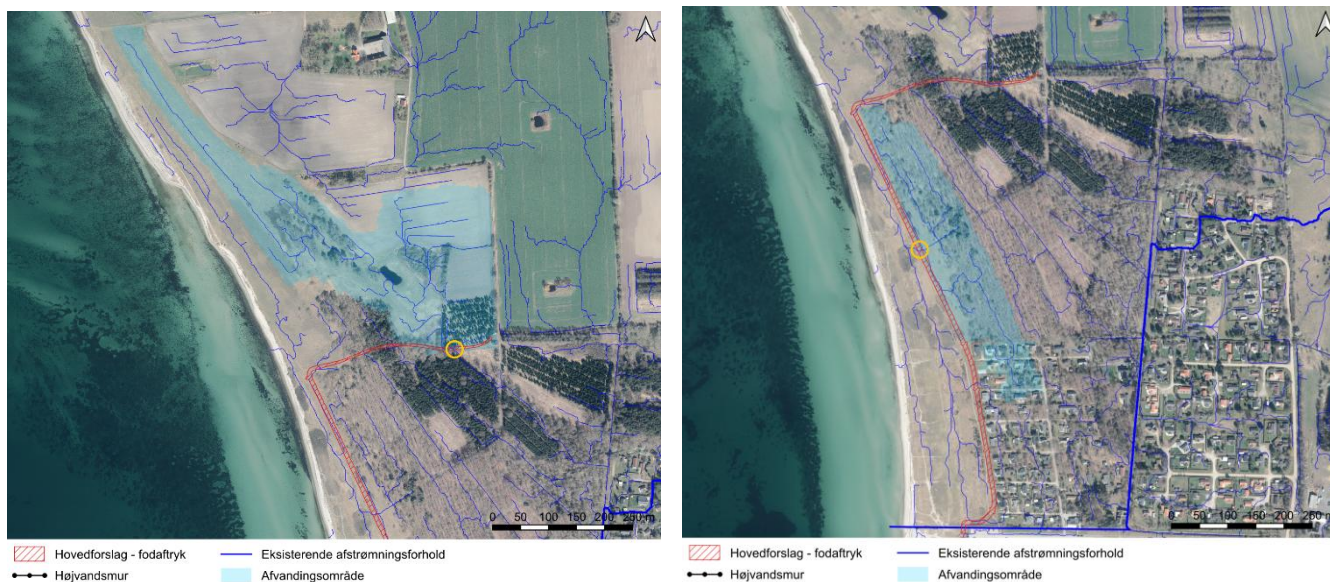 0 50 100 150 200 250 m
Hovedforslag - fodaftryk Eksisterende afstrømningsforhold
Højvandsmur Afvandingsområde
0 50 100 150 200 250 m
Hovedforslag - fodaftryk Eksisterende afstrømningsforhold
Højvandsmur Afvandingsområde